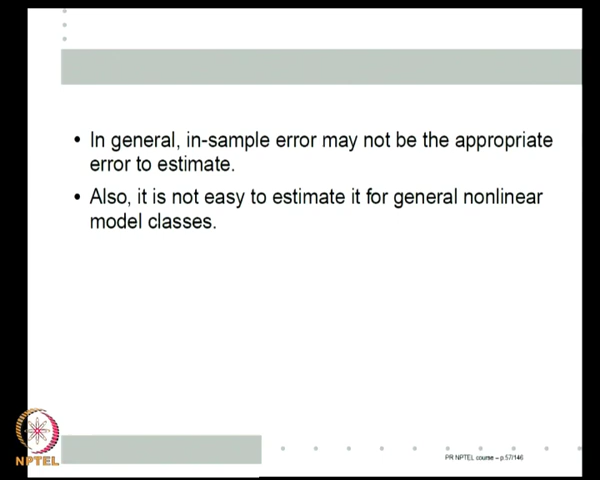 • In general, in-sample error may not be the appropriate
error to estimate.
• Also, it is not easy to estimate it for general nonlinear
model classes.
NPTEL
PR NPTEL course – p.57/146